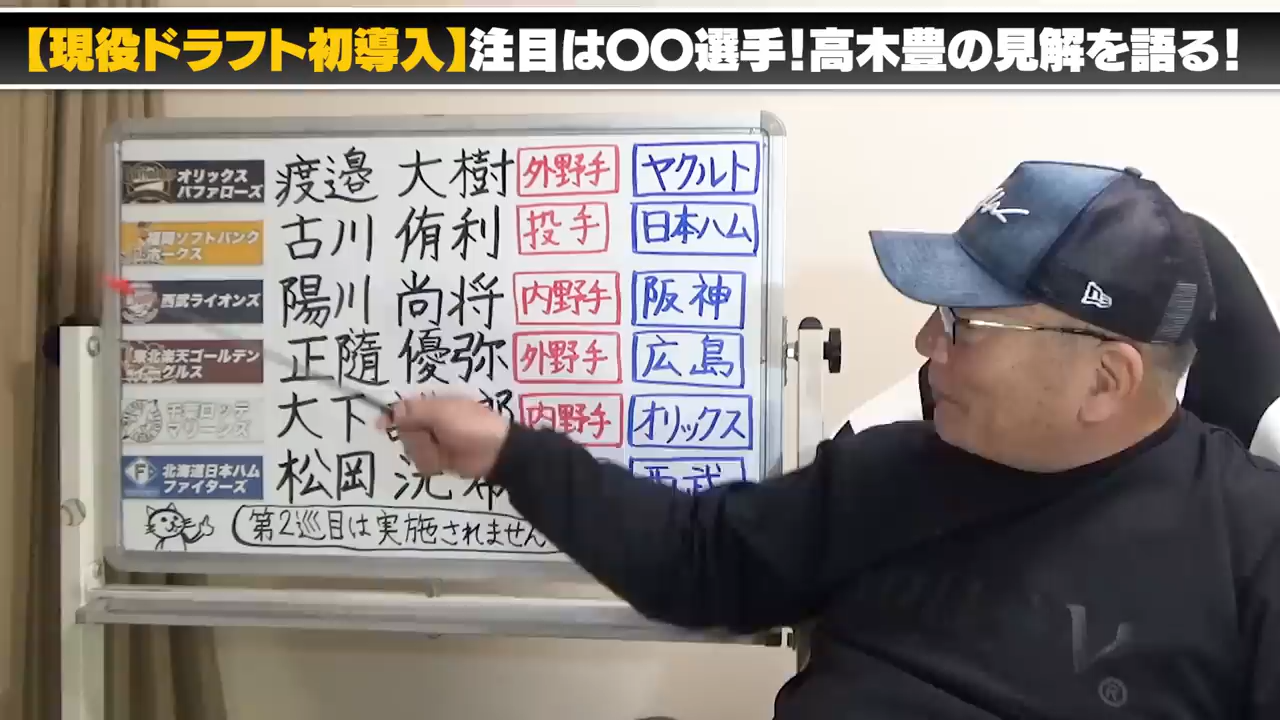 【現役ドラフト初導入】注目は〇〇選手!高木豊の見解を語る!
オリックス
バファローズ 渡邉 大樹 外野手 ヤクルト
福岡ソフトバンク
ホークス 古川 侑利 投手 日本ハム
西武ライオンズ 陽川 尚将 内野手 阪神
東北楽天ゴールデン
イーグルス 正隨 優弥 外野手 広島
千葉ロッテ
マリーンズ 大下 郎 内野手 オリックス
北海道日本ハム
ファイターズ 松岡 洸 希 西武
第2巡目は実施されません
V
®